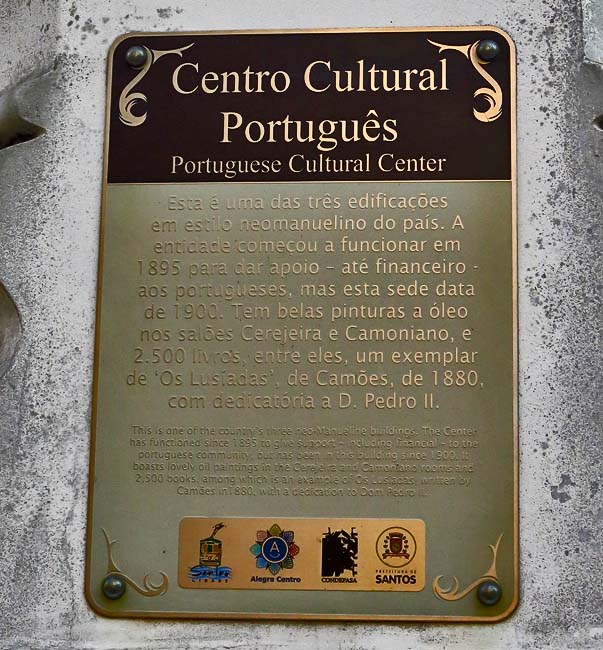 Centro Cultural
Português
Portuguese Cultural Center
Esta é uma das três edificações
em estilo neomanuelino do país. A
entidade começou a funcionar em
1895 para dar apoio – até financeiro -
aos portugueses, mas esta sede data
de 1900. Tem belas pinturas a óleo
nos salões Cerejeira e Camoniano, e
2.500 livros, entre eles, um exemplar
de ‘Os Lusíadas’, de Camões, de 1880,
com dedicatória a D. Pedro II.
This is one of the country's three neo-Manueline buildings. The Center
has functioned since 1895 to give support – including financial – to the
portuguese community, but has been in this building since 1900. It
boasts lovely oil paintings in the Cerejeira and Camoniano rooms and
2,500 books, among which is an example of Os Lusíadas, written by
Camões in 1880, with a dedication to Dom Pedro II.
CIDADE
Alegra Centro
CONDEPASA
PREFEITURA DE
SANTOS